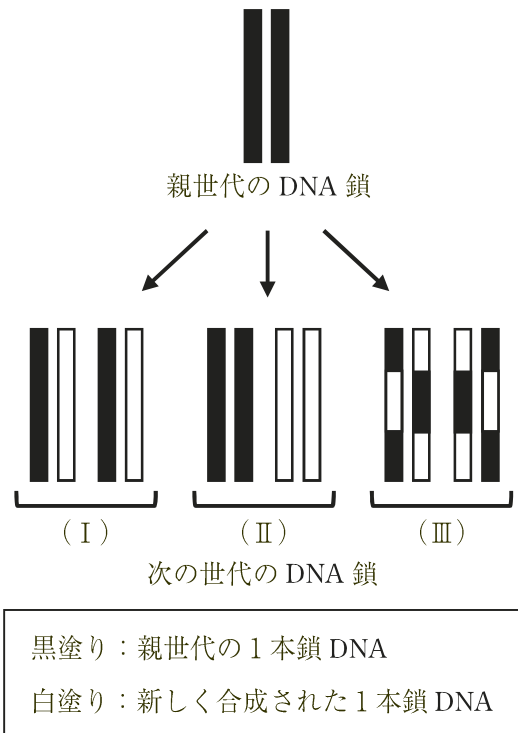 親世代の DNA 鎖
(Ⅰ) (Ⅱ) (Ⅲ)
次の世代の DNA 鎖
黒塗り：親世代の１本鎖 DNA
白塗り：新しく合成された１本鎖 DNA